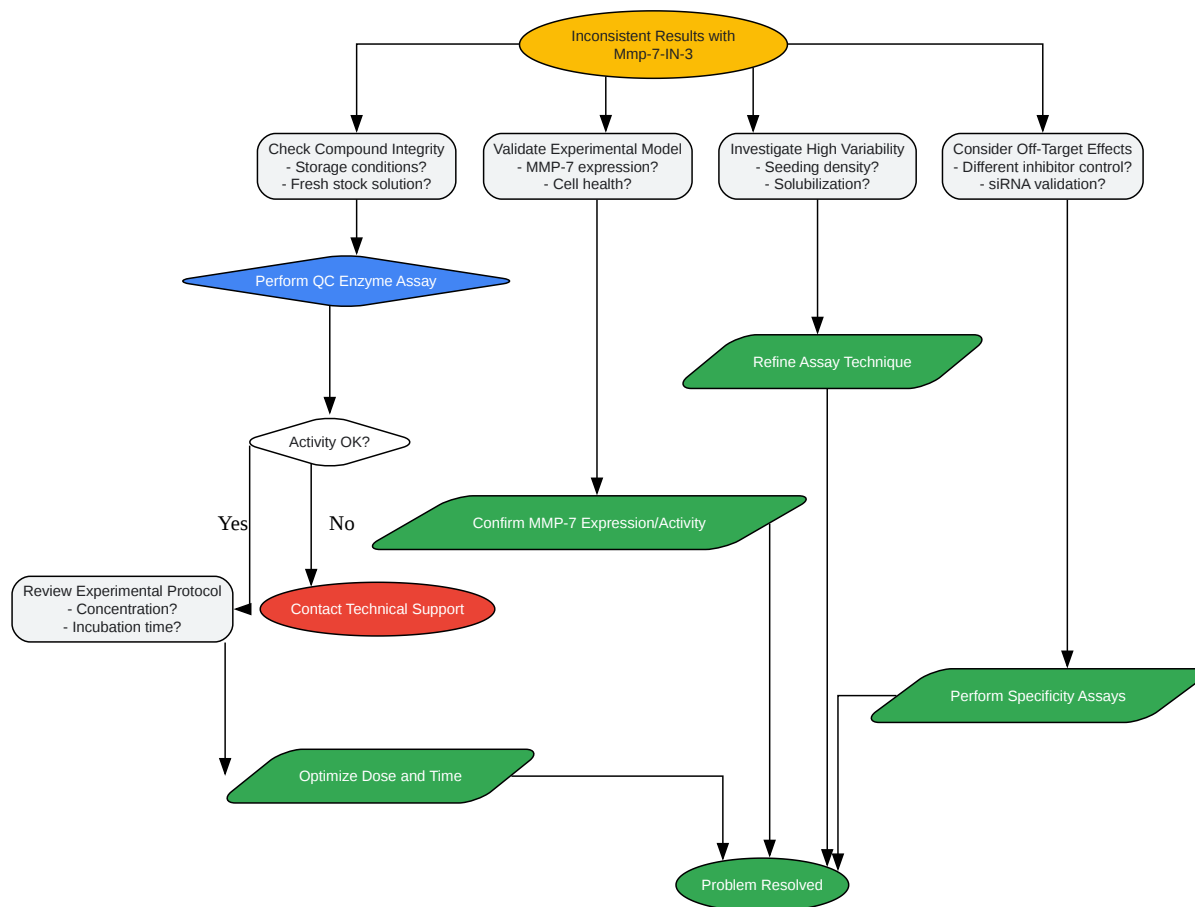 Inconsistent Results with
Mmp-7-IN-3
Check Compound Integrity
- Storage conditions?
- Fresh stock solution?
Validate Experimental Model
- MMP-7 expression?
- Cell health?
Investigate High Variability
- Seeding density?
- Solubilization?
Consider Off-Target Effects
- Different inhibitor control?
- siRNA validation?
Perform QC Enzyme Assay
Refine Assay Technique
Activity OK?
Yes
No
Confirm MMP-7 Expression/Activity
Review Experimental Protocol
- Concentration?
- Incubation time?
Contact Technical Support
Perform Specificity Assays
Optimize Dose and Time
Problem Resolved